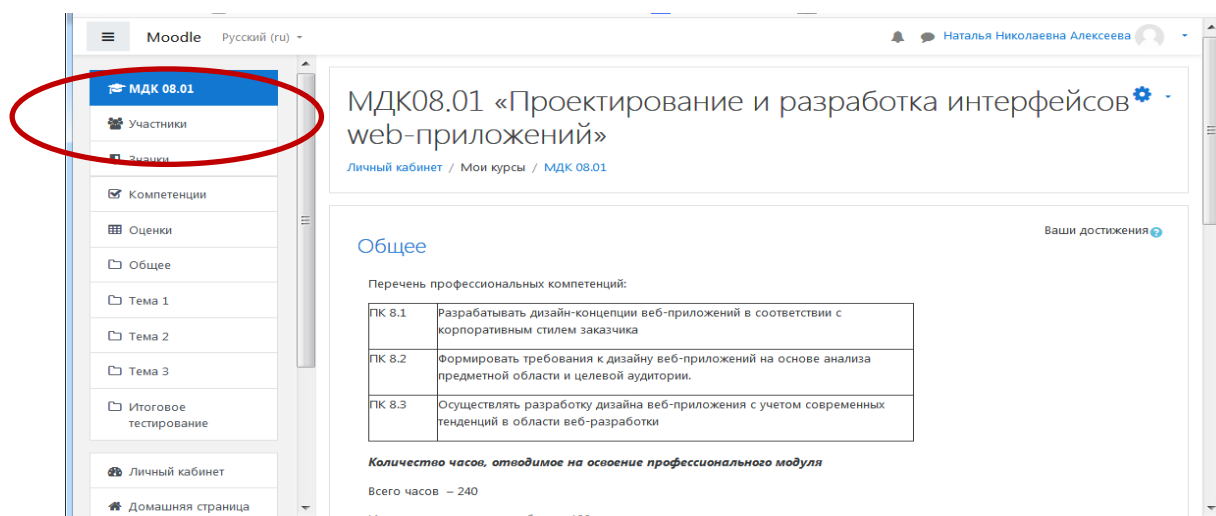 Moodle Русский (ru)
Наталья Николаевна Алексеева
МДК 08.01
Участники
Значки
Компетенции
Оценки
Общее
Тема 1
Тема 2
Тема 3
Итоговое
тестирование
Личный кабинет
Домашняя страница
МДК08.01 «Проектирование и разработка интерфейсов
web-приложений»
Личный кабинет / Мои курсы / МДК 08.01
Ваши достижения
Общее
Перечень профессиональных компетенций:
ПК 8.1 Разрабатывать дизайн-концепции веб-приложений в соответствии с
корпоративным стилем заказчика
ПК 8.2 Формировать требования к дизайну веб-приложений на основе анализа
предметной области и целевой аудитории.
ПК 8.3 Осуществлять разработку дизайна веб-приложения с учетом современных
тенденций в области веб-разработки
Количество часов, отводимое на освоение профессионального модуля
Всего часов – 240